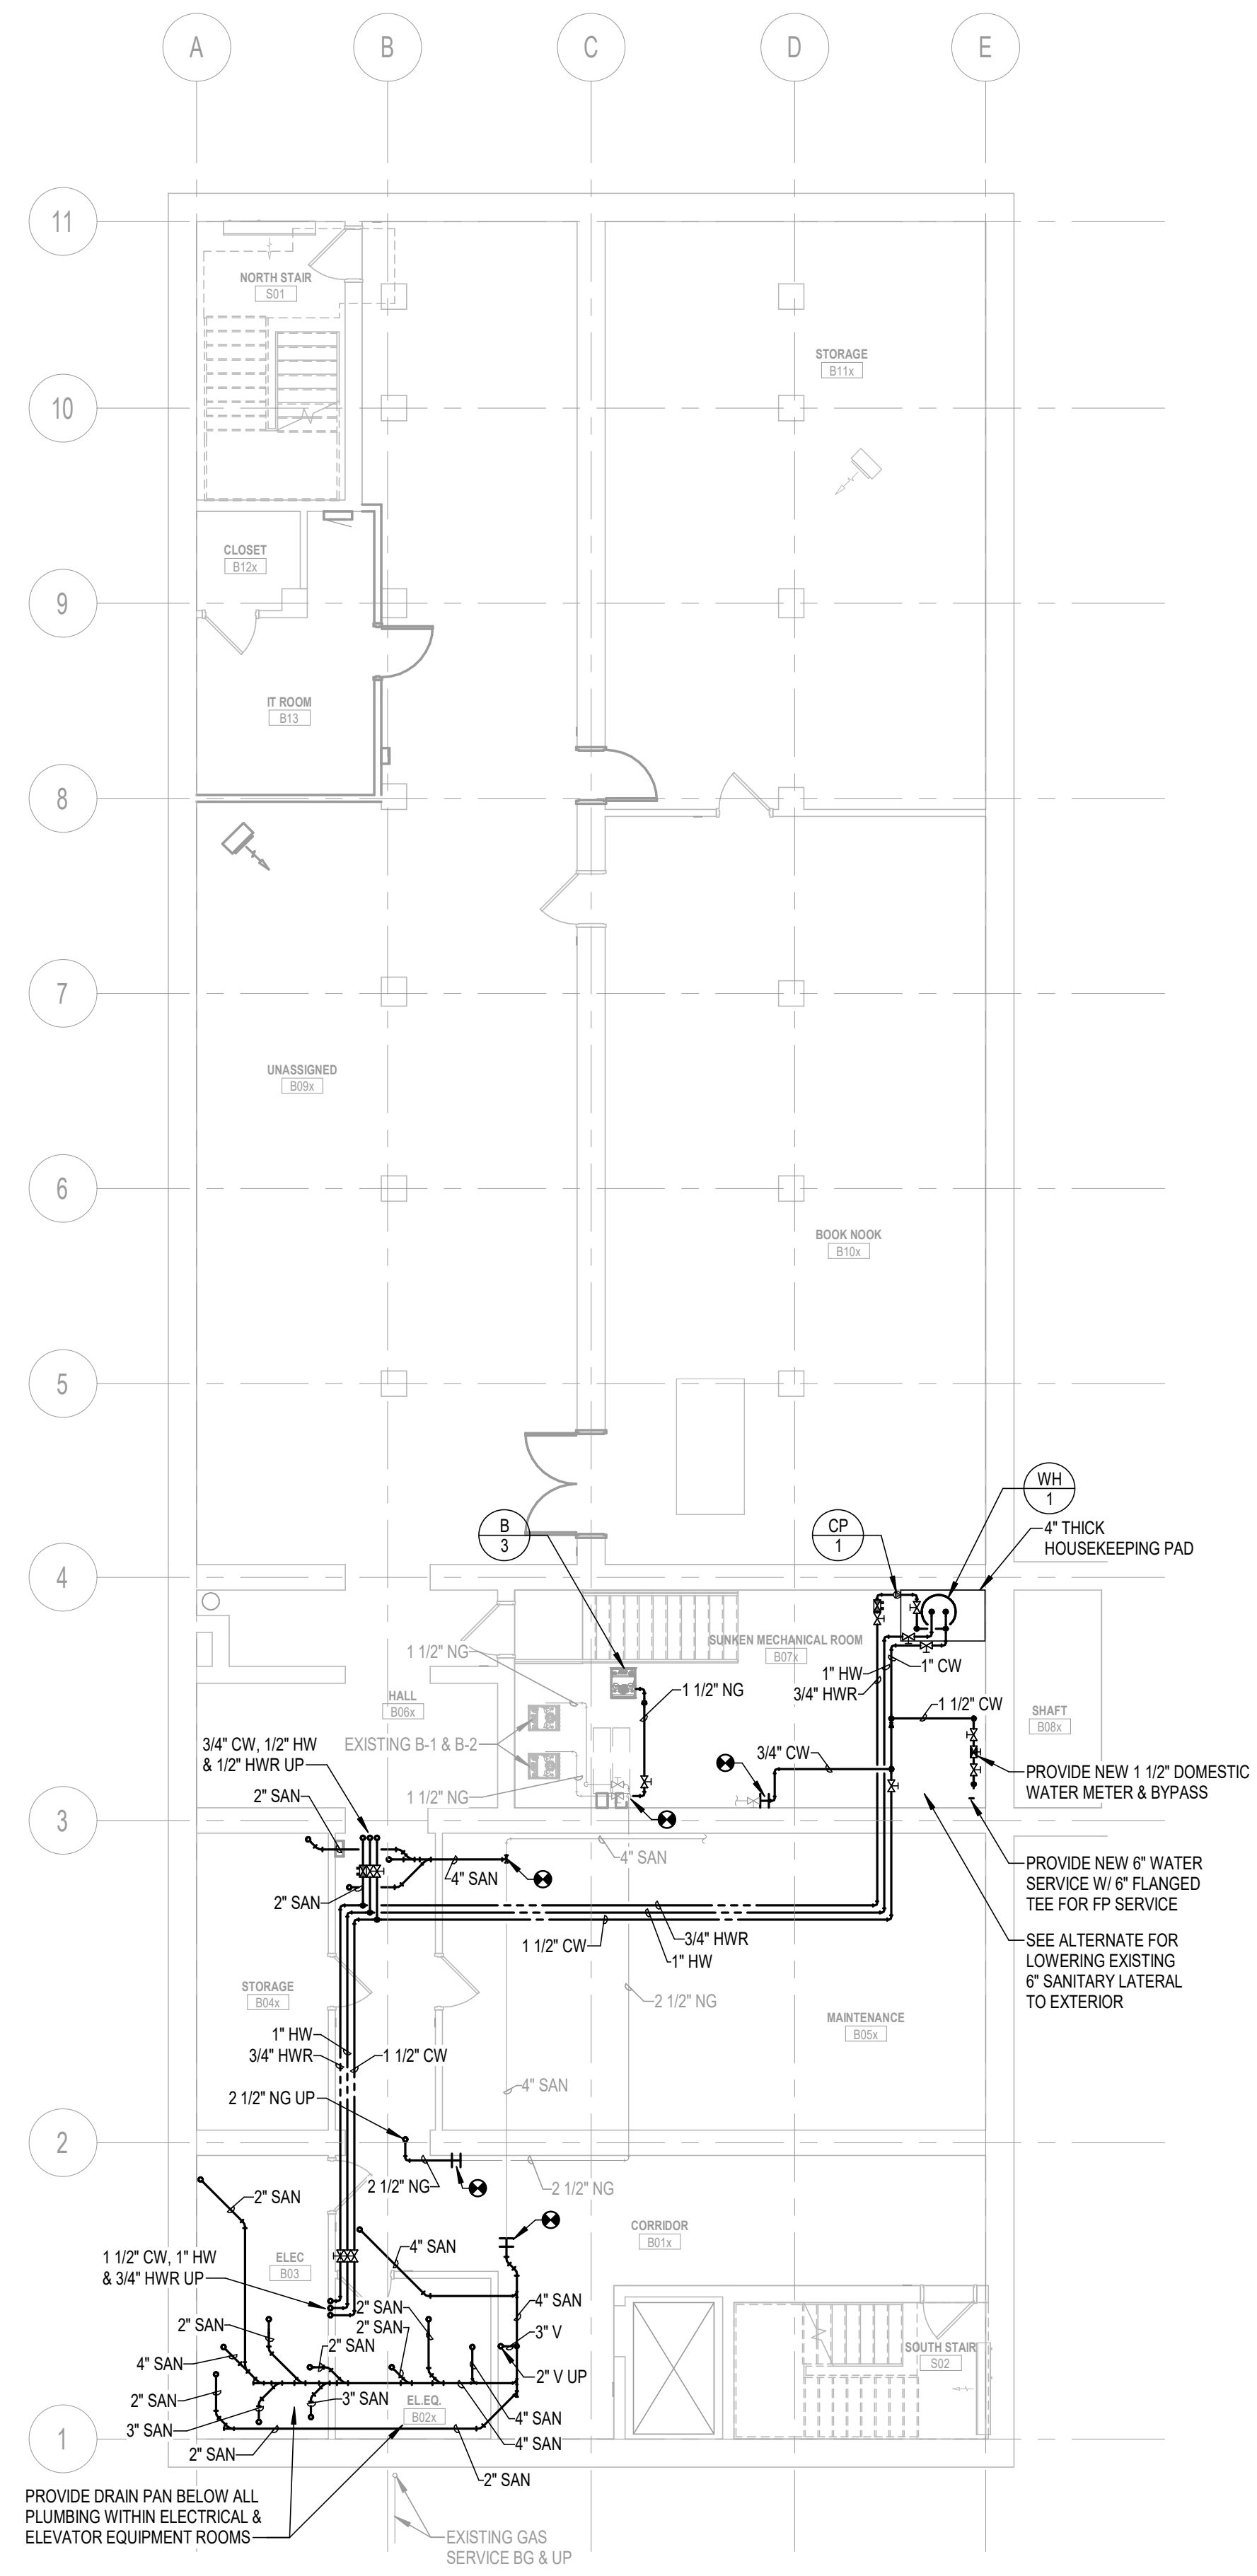 A
B
C
D
E
11
NORTH STAIR
S01
STORAGE
B11x
10
CLOSET
B12x
9
IT ROOM
B13
8
7
UNASSIGNED
B09x
6
BOOK NOOK
B10x
5
WH
1
B
3
CP
1
4" THICK
HOUSEKEEPING PAD
4
SUNKEN MECHANICAL ROOM
B07x
1 1/2" NG
1" HW
3/4" HWR
1" CW
1 1/2" NG
1 1/2" CW
HALL
B06x
SHAFT
B08x
EXISTING B-1 & B-2
3/4" CW, 1/2" HW
& 1/2" HWR UP
3/4" CW
PROVIDE NEW 1 1/2" DOMESTIC
WATER METER & BYPASS
2" SAN
1 1/2" NG
3
4" SAN
4" SAN
2" SAN
PROVIDE NEW 6" WATER
SERVICE W/ 6" FLANGED
TEE FOR FP SERVICE
1 1/2" CW
3/4" HWR
1" HW
SEE ALTERNATE FOR
LOWERING EXISTING
6" SANITARY LATERAL
TO EXTERIOR
STORAGE
B04x
2 1/2" NG
MAINTENANCE
B05x
1" HW
3/4" HWR
1 1/2" CW
4" SAN
2 1/2" NG UP
2
2 1/2" NG
2 1/2" NG
2" SAN
CORRIDOR
B01x
4" SAN
ELEC
B03
1 1/2" CW, 1" HW
& 3/4" HWR UP
2" SAN
4" SAN
2" SAN
2" SAN
3" V
2" SAN
SOUTH STAIR
S02
4" SAN
2" V UP
2" SAN
3" SAN
EL.EQ.
B02x
3" SAN
4" SAN
1
4" SAN
2" SAN
2" SAN
PROVIDE DRAIN PAN BELOW ALL
PLUMBING WITHIN ELECTRICAL &
ELEVATOR EQUIPMENT ROOMS
EXISTING GAS
SERVICE BG & UP